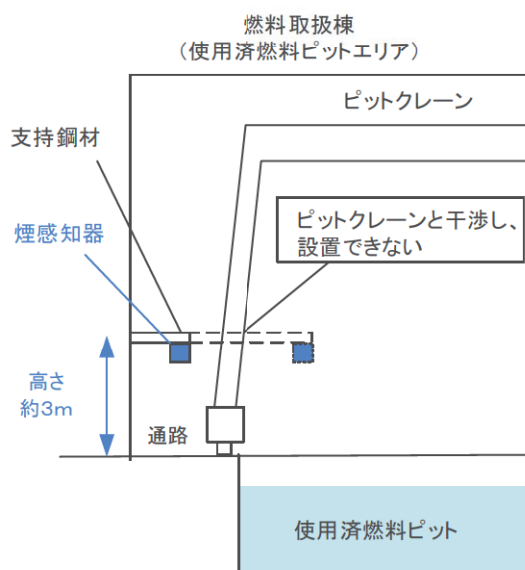 燃料取扱棟
（使用済燃料ピットエリア）
ピットクレーン
支持鋼材
煙感知器
ピットクレーンと干渉し、
設置できない
高さ
約3m
通路
使用済燃料ピット